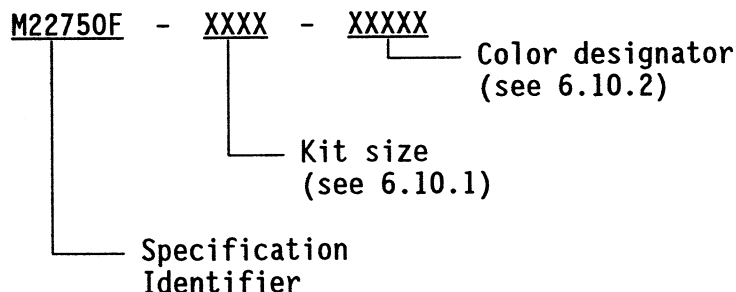 M22750F - XXXX - XXXXX
Color designator
(see 6.10.2)
Kit size
(see 6.10.1)
Specification
Identifier